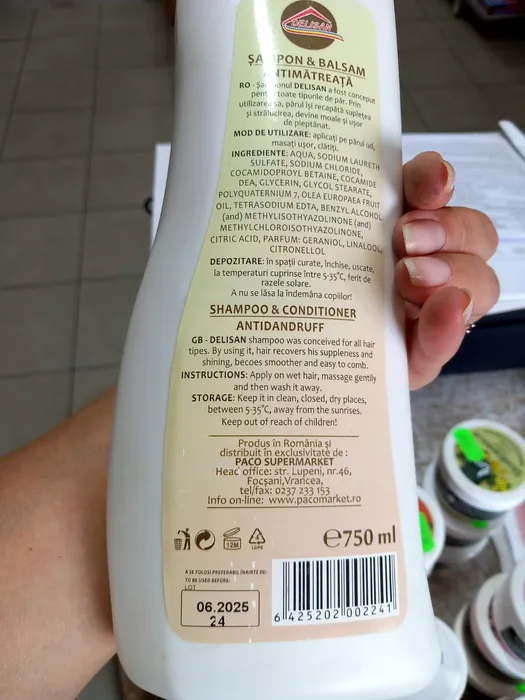 DELISAN
ȘAMPON & BALSAM
ANTIMĂTREAȚĂ
RO - Șamponul DELISAN a fost conceput
pentru toate tipurile de păr. Prin
utilizarea sa, părul își recapătă suplețea
și strălucirea, devine moale și ușor
de pieptănat.
MOD DE UTILIZARE: aplicați pe părul ud,
masați ușor, clătiți.
INGREDIENTE: AQUA, SODIUM LAURETH
SULFATE, SODIUM CHLORIDE,
COCAMIDOPROYL BETAINE, COCAMIDE
DEA, GLYCERIN, GLYCOL STEARATE,
POLYQUATERNIUM 7, OLEA EUROPAEA FRUIT
OIL, TETRASODIUM EDTA, BENZYL ALCOHOL
(and) METHYLISOTHYAZOLINONE (and)
METHYLCHLOROISOTHYAZOLINONE,
CITRIC ACID, PARFUM: GERANIOL, LINALOOL
CITRONELLOL
DEPOZITARE: în spații curate, închise, uscate,
la temperaturi cuprinse între 5-35°C, ferit de
razele solare.
A nu se lăsa la îndemâna copiilor!
SHAMPOO & CONDITIONER
ANTIDANDRUFF
GB - DELISAN shampoo was conceived for all hair
tipes. By using it, hair recovers his suppleness and
shining, becoes smoother and easy to comb.
INSTRUCTIONS: Apply on wet hair, massage gently
and then wash it away.
STORAGE: Keep it in clean, closed, dry places,
between 5-35°C, away from the sunrises.
Keep out of reach of children!
Produs în România și
distribuit în exclusivitate de :
PACO SUPERMARKET
Head office: str. Lupeni, nr.46,
Focșani,Vrancea,
tel/fax: 0237 233 153
Info on-line: www.pacomarket.ro
12M
4
LDPE
℮750 ml
A SE FOLOSI PREFERABIL ÎNAINTE DE:
TO BE USED BEFORE:
LOT
06.2025
24
6 425202 002241